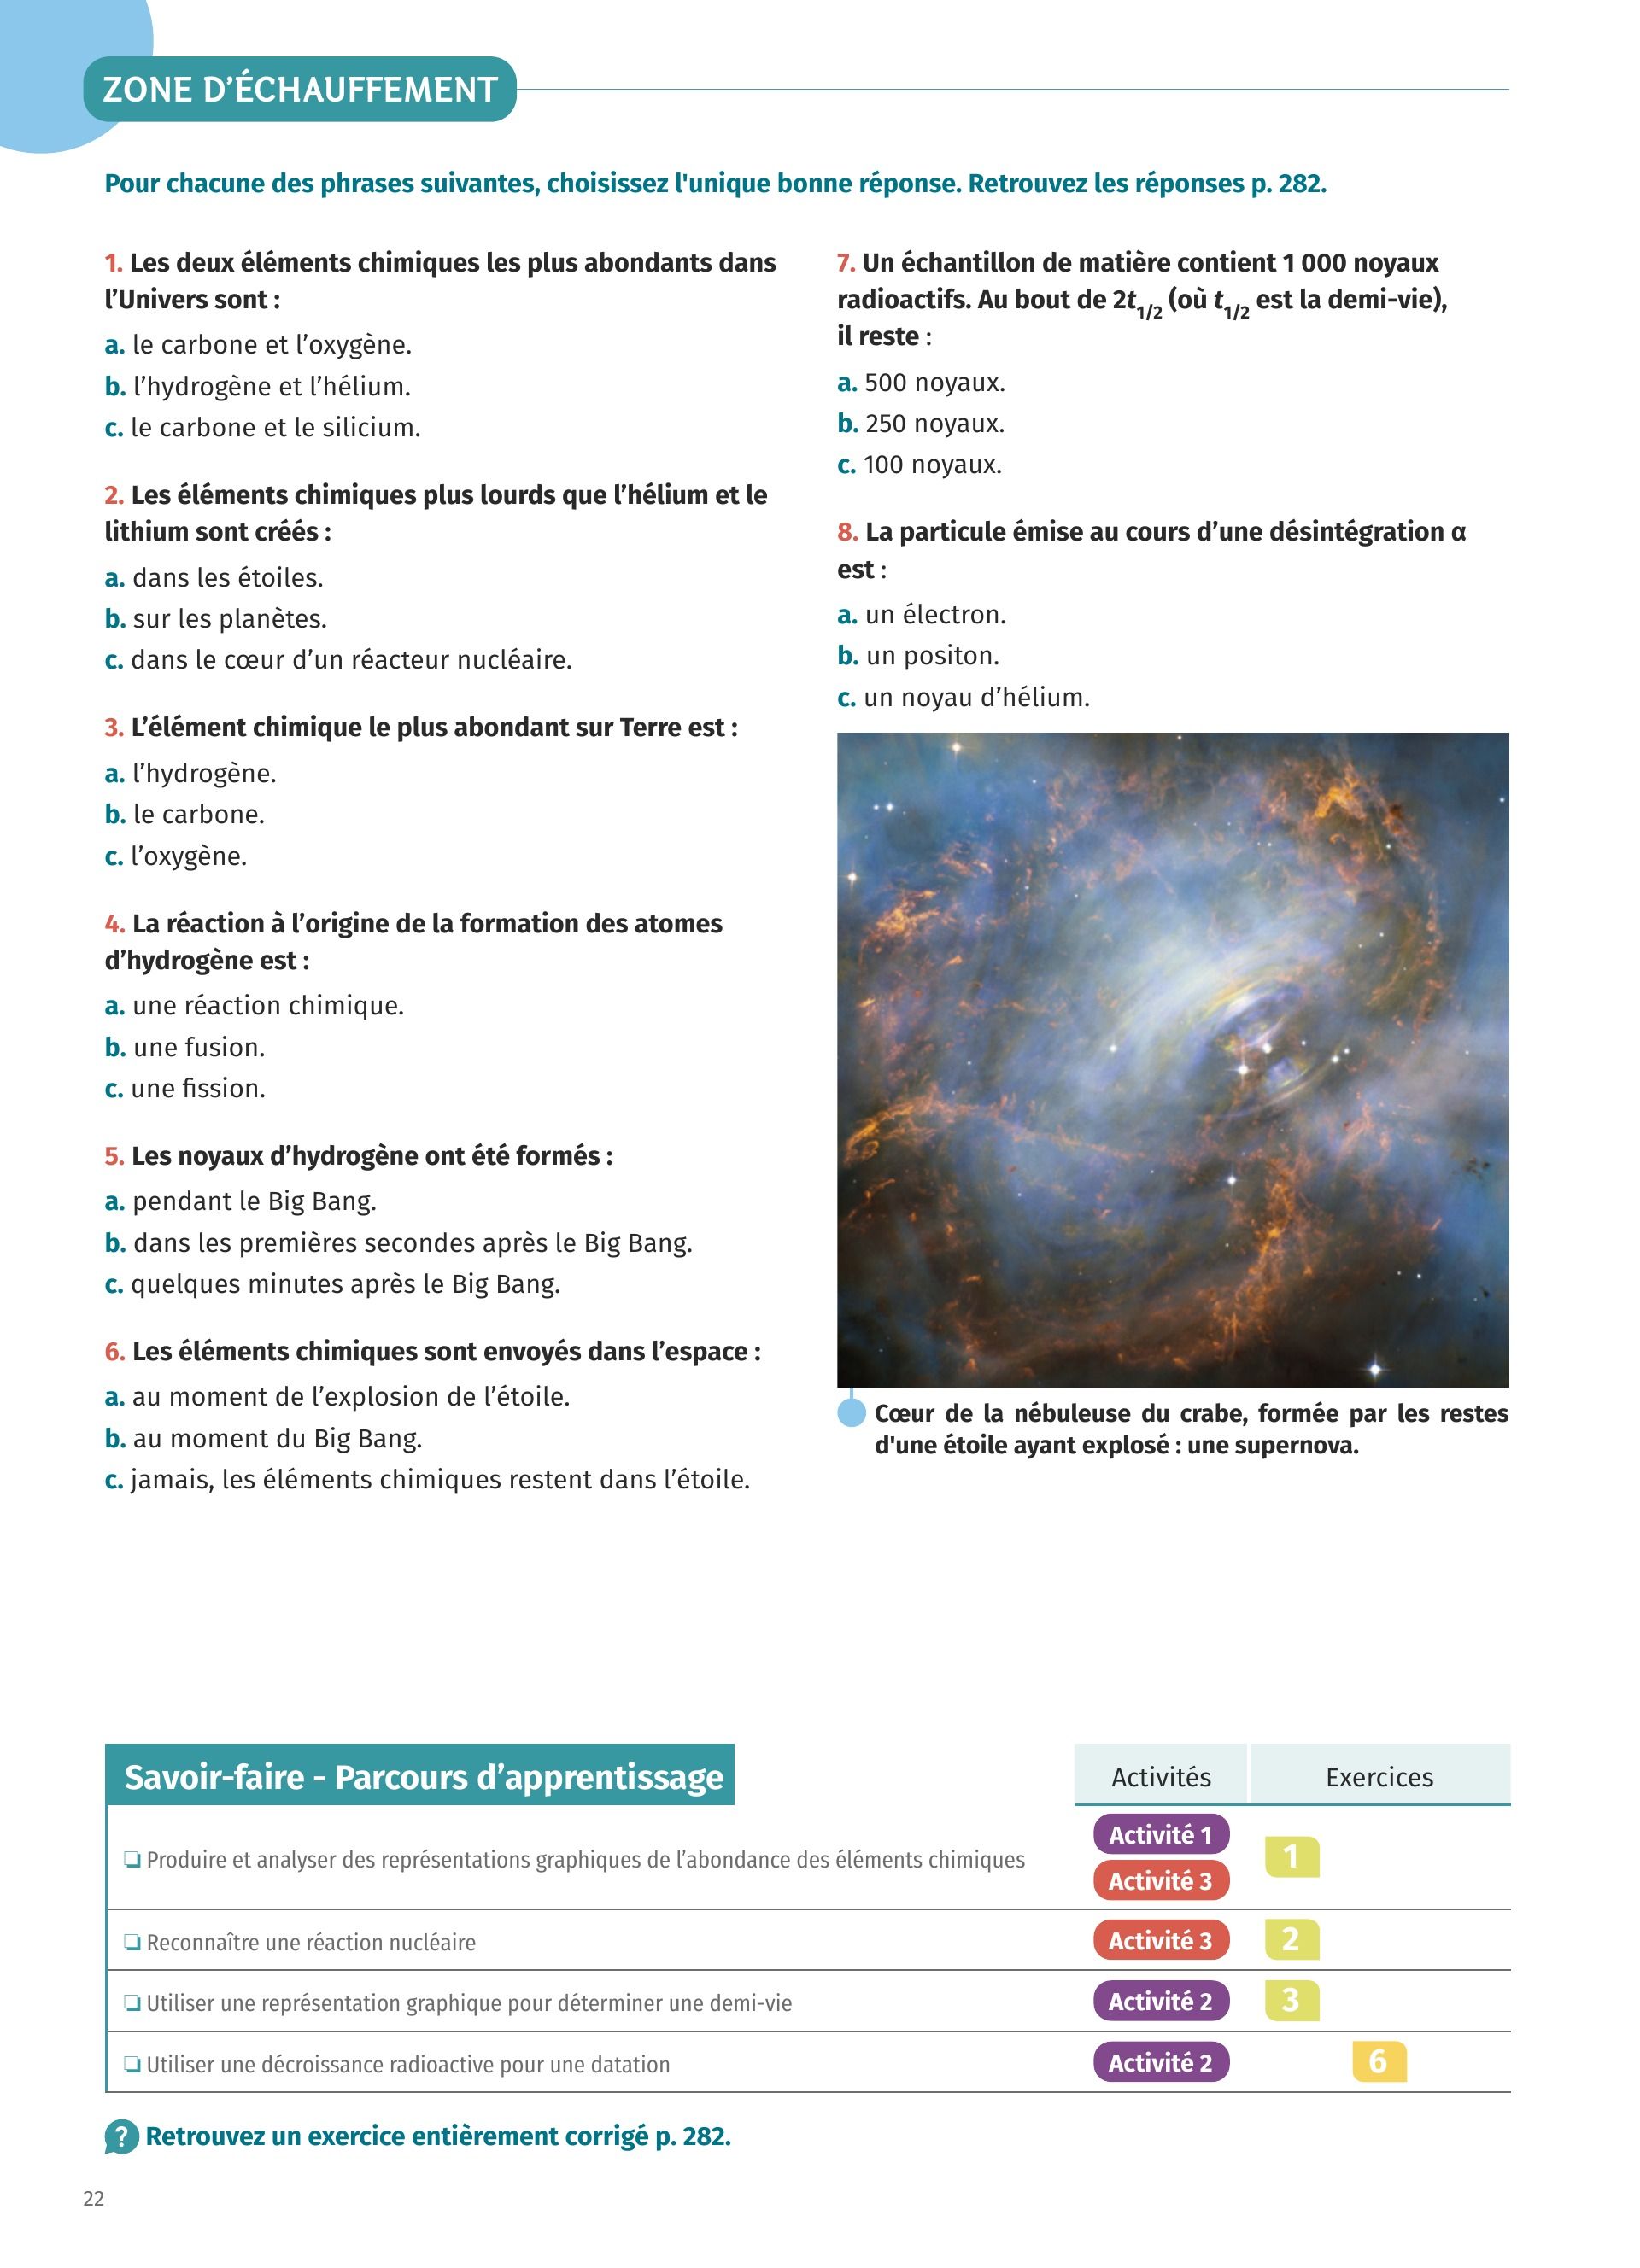 ZONE D’ÉCHAUFFEMENT
Pour chacune des phrases suivantes, choisissez l'unique bonne réponse. Retrouvez les réponses p. 282.
1. Les deux éléments chimiques les plus abondants dans
l’Univers sont :
a. le carbone et l’oxygène.
b. l’hydrogène et l’hélium.
c. le carbone et le silicium.
2. Les éléments chimiques plus lourds que l’hélium et le
lithium sont créés :
a. dans les étoiles.
b. sur les planètes.
c. dans le cœur d’un réacteur nucléaire.
3. L’élément chimique le plus abondant sur Terre est :
a. l’hydrogène.
b. le carbone.
c. l’oxygène.
4. La réaction à l’origine de la formation des atomes
d’hydrogène est :
a. une réaction chimique.
b. une fusion.
c. une fission.
5. Les noyaux d’hydrogène ont été formés :
a. pendant le Big Bang.
b. dans les premières secondes après le Big Bang.
c. quelques minutes après le Big Bang.
6. Les éléments chimiques sont envoyés dans l’espace :
a. au moment de l’explosion de l’étoile.
b. au moment du Big Bang.
c. jamais, les éléments chimiques restent dans l’étoile.
7. Un échantillon de matière contient 1 000 noyaux
radioactifs. Au bout de 2t1/2 (où t1/2 est la demi-vie),
il reste :
a. 500 noyaux.
b. 250 noyaux.
c. 100 noyaux.
8. La particule émise au cours d’une désintégration α
est :
a. un électron.
b. un positon.
c. un noyau d’hélium.
Cœur de la nébuleuse du crabe, formée par les restes
d'une étoile ayant explosé : une supernova.
Savoir-faire - Parcours d’apprentissage
Activités
Exercices
Produire et analyser des représentations graphiques de l’abondance des éléments chimiques
Activité 1
Activité 3
1
Reconnaître une réaction nucléaire
Activité 3
2
Utiliser une représentation graphique pour déterminer une demi-vie
Activité 2
3
Utiliser une décroissance radioactive pour une datation
Activité 2
6
? Retrouvez un exercice entièrement corrigé p. 282.
22